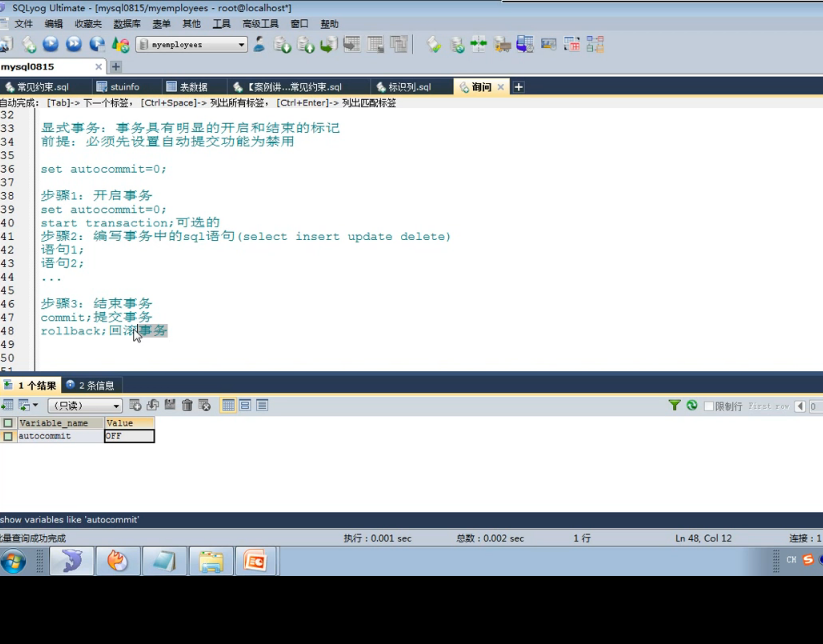 SQLyog Ultimate - [mysql0815/myemployees - root@localhost*]
文件 编辑 收藏夹 数据库 表单 其他 工具 高级工具 窗口 帮助
myemployees
mysql0815
常见约束.sql stuinfo 表数据 【案例讲...常见约束.sql 标识列.sql 询问
自动完成: [Tab]-> 下一个标签, [Ctrl+Space]-> 列出所有标签, [Ctrl+Enter]-> 列出匹配标签
32
33 显式事务: 事务具有明显的开启和结束的标记
34 前提: 必须先设置自动提交功能为禁用
35
36 set autocommit=0;
37
38 步骤1: 开启事务
39 set autocommit=0;
40 start transaction;可选的
41 步骤2: 编写事务中的sql语句(select insert update delete)
42 语句1;
43 语句2;
44 ...
45
46 步骤3: 结束事务
47 commit;提交事务
48 rollback;回滚事务
49
50
51
1 个结果 2 条信息
(只读) 限制行 First row 0
Variable_name Value
autocommit OFF
show variables like 'autocommit'
批量查询成功完成 执行: 0.001 sec 总数: 0.002 sec 1 行 Ln 48, Col 12 连接: 1
CH